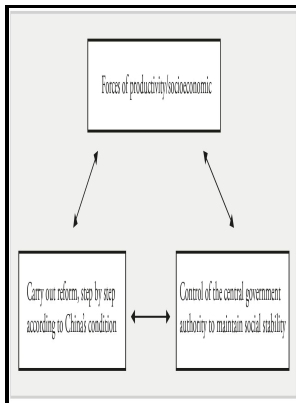 Forces of productivity/socioeconomic
Carry out reform, step by step
according to China's condition
Control of the central government
authority to maintain social stability